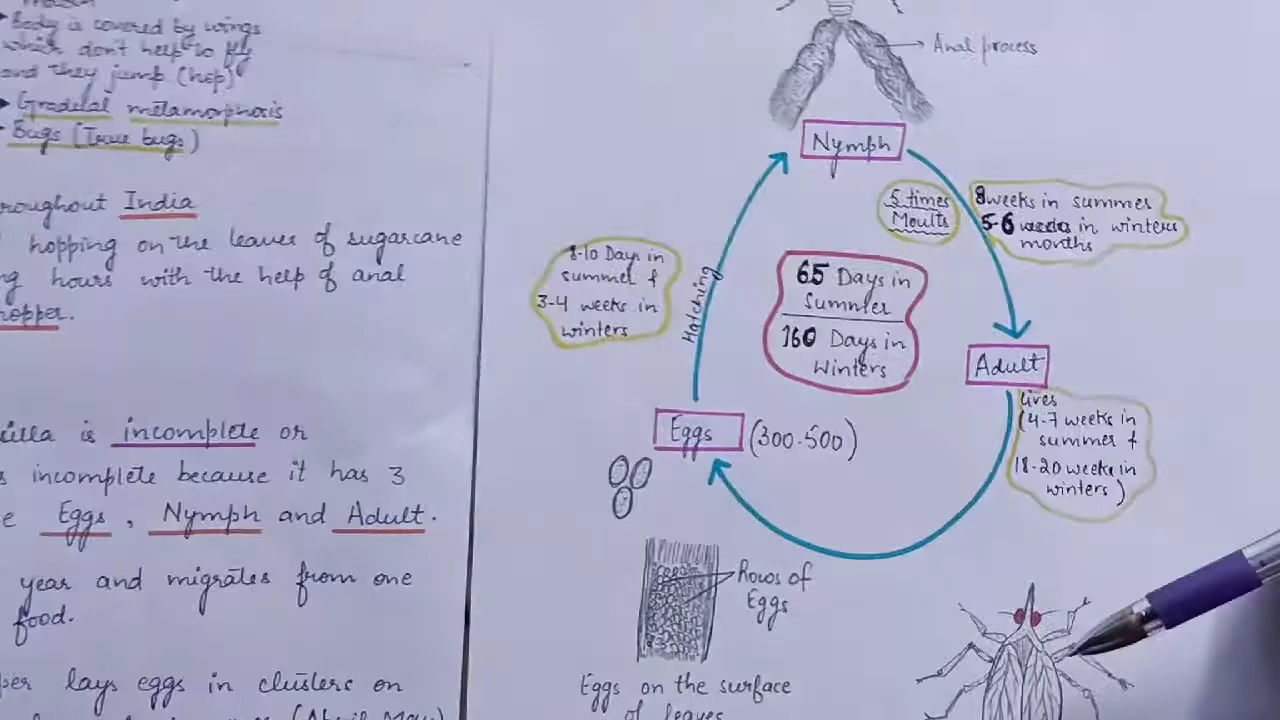 Body is covered by wings
which don't help to fly
and they jump (hop)
Gradual metamorphosis
Bugs (True bugs)
roughout India
hopping on the leaves of sugarcane
ng hours with the help of anal
hopper.
illa is incomplete or
s incomplete because it has 3
e Eggs, Nymph and Adult.
year and migrates from one
food.
per lays eggs in clusters on
(April-May)
Anal process
Nymph
5 times
Moults
8 weeks in summer
5-6 weeks in winters
months
8-10 Days in
summer &
3-4 weeks in
winters
Hatching
65 Days in
Summer
160 Days in
Winters
Adult
lives
(4-7 weeks in
summer &
18-20 weeks in
winters)
Eggs (300-500)
Rows of
Eggs
Eggs on the surface
of leaves